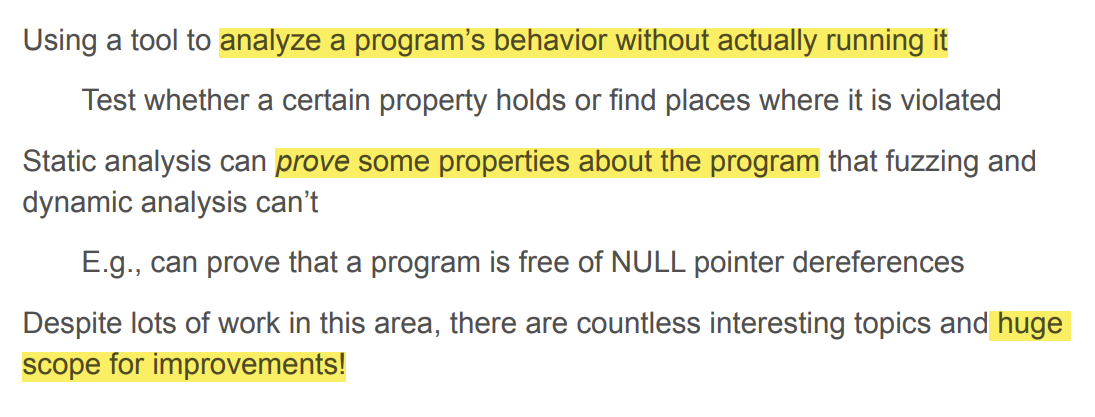 Using a tool to analyze a program’s behavior without actually running it
Test whether a certain property holds or find places where it is violated
Static analysis can prove some properties about the program that fuzzing and
dynamic analysis can’t
E.g., can prove that a program is free of NULL pointer dereferences
Despite lots of work in this area, there are countless interesting topics and huge
scope for improvements!